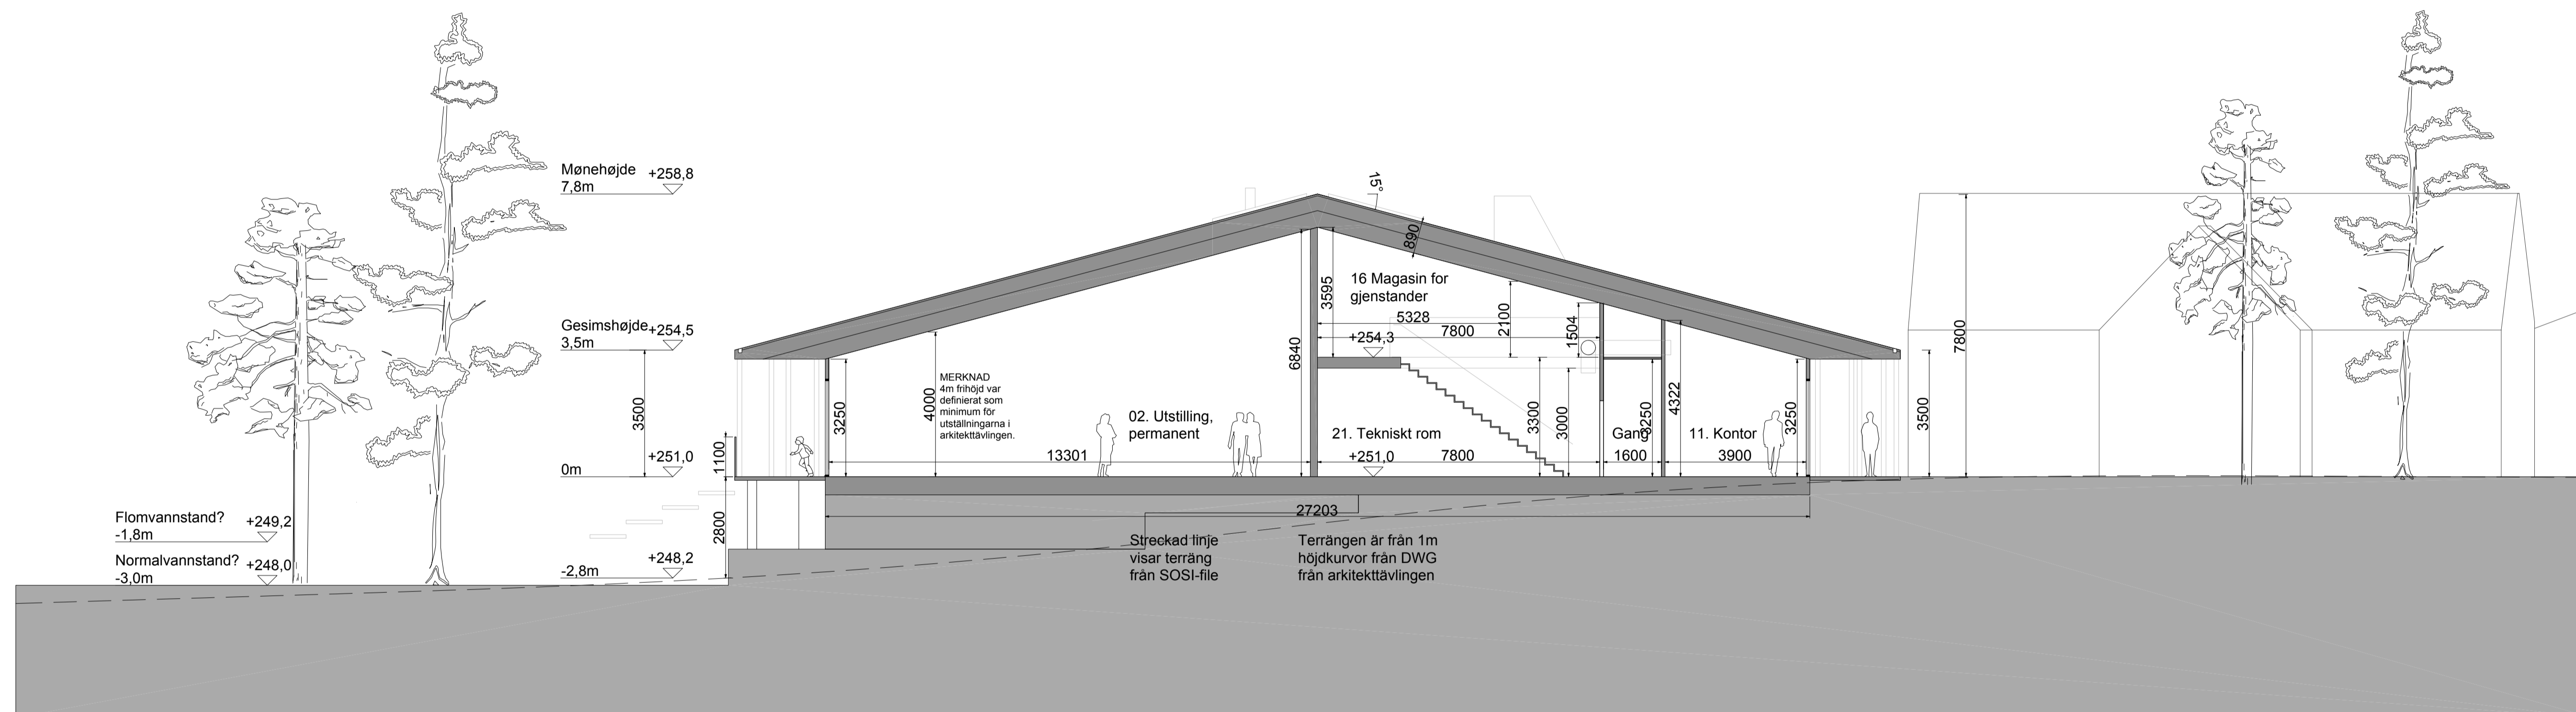 Mønehøjde
7,8m
+258,8
Gesimshøjde
3,5m
+254,5
3500
0m
+251,0
1100
2800
Flomvannstand?
-1,8m
+249,2
Normalvannstand?
-3,0m
+248,0
-2,8m
+248,2
3250
4000
MERKNAD
4m frihöjd var
definierat som
minimum för
utställningarna i
arkitekttävlingen.
02. Utstilling,
permanent
13301
6840
15°
890
3595
16 Magasin for
gjenstander
5328
7800
2100
1504
+254,3
3300
3000
21. Tekniskt rom
+251,0
7800
Gang
3250
1600
4322
11. Kontor
3900
3250
3500
7800
27203
Streckad linje
visar terräng
från SOSI-file
Terrängen är från 1m
höjdkurvor från DWG
från arkitekttävlingen